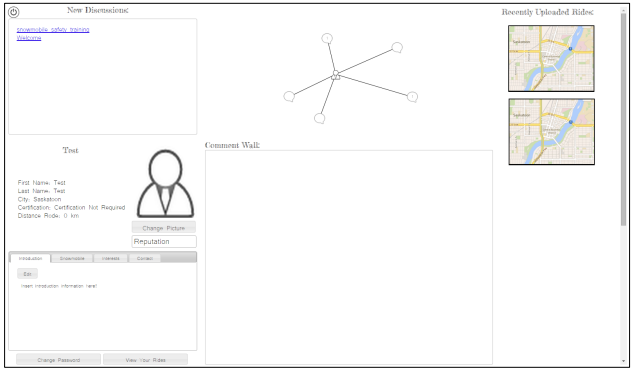 New Discussions:
snowmobile safety training
Welcome
Test
First Name: Test
Last Name: Test
City: Saskatoon
Certification: Certification Not Required
Distance Rode: 0 km
Change Picture
Reputation
Introduction Snowmobile Interests Contact
Edit
Insert introduction information here!
Change Password View Your Rides
Comment Wall:
Recently Uploaded Rides:
Saskatoon
Saskatoon